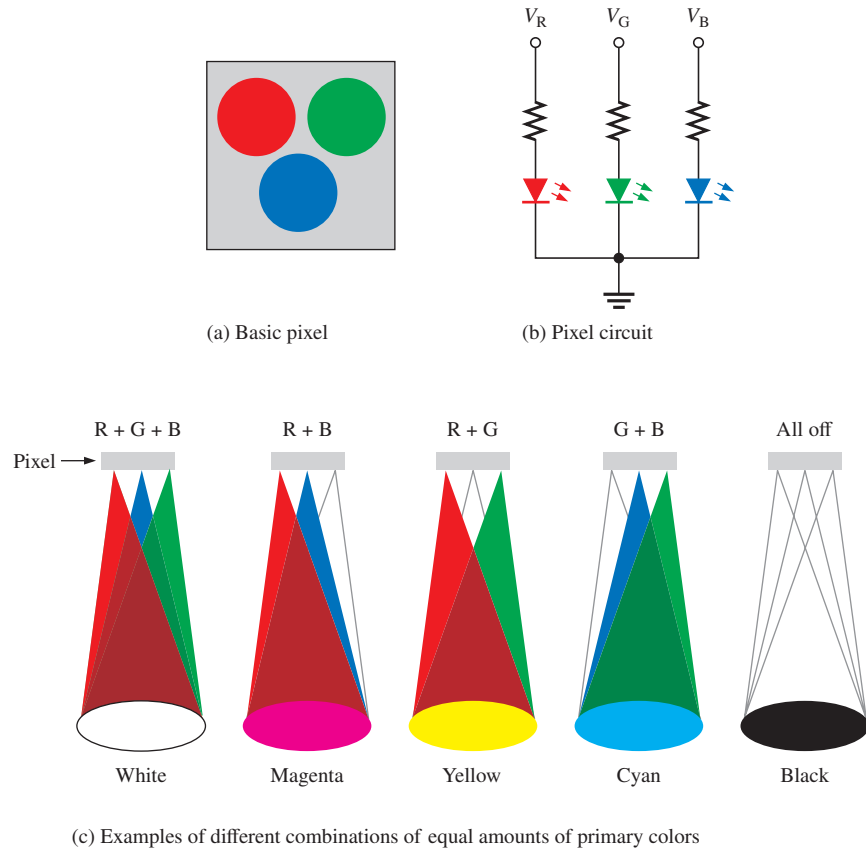 V_R V_G V_B
(a) Basic pixel (b) Pixel circuit
R + G + B R + B R + G G + B All off
Pixel
White Magenta Yellow Cyan Black
(c) Examples of different combinations of equal amounts of primary colors